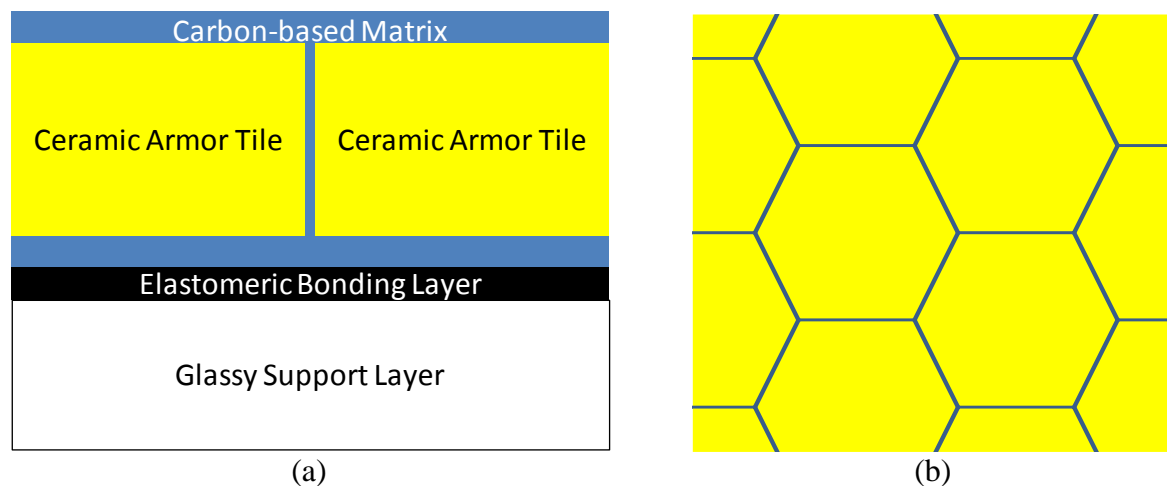 Carbon-based Matrix
Ceramic Armor Tile
Ceramic Armor Tile
Elastomeric Bonding Layer
Glassy Support Layer
(a)
(b)